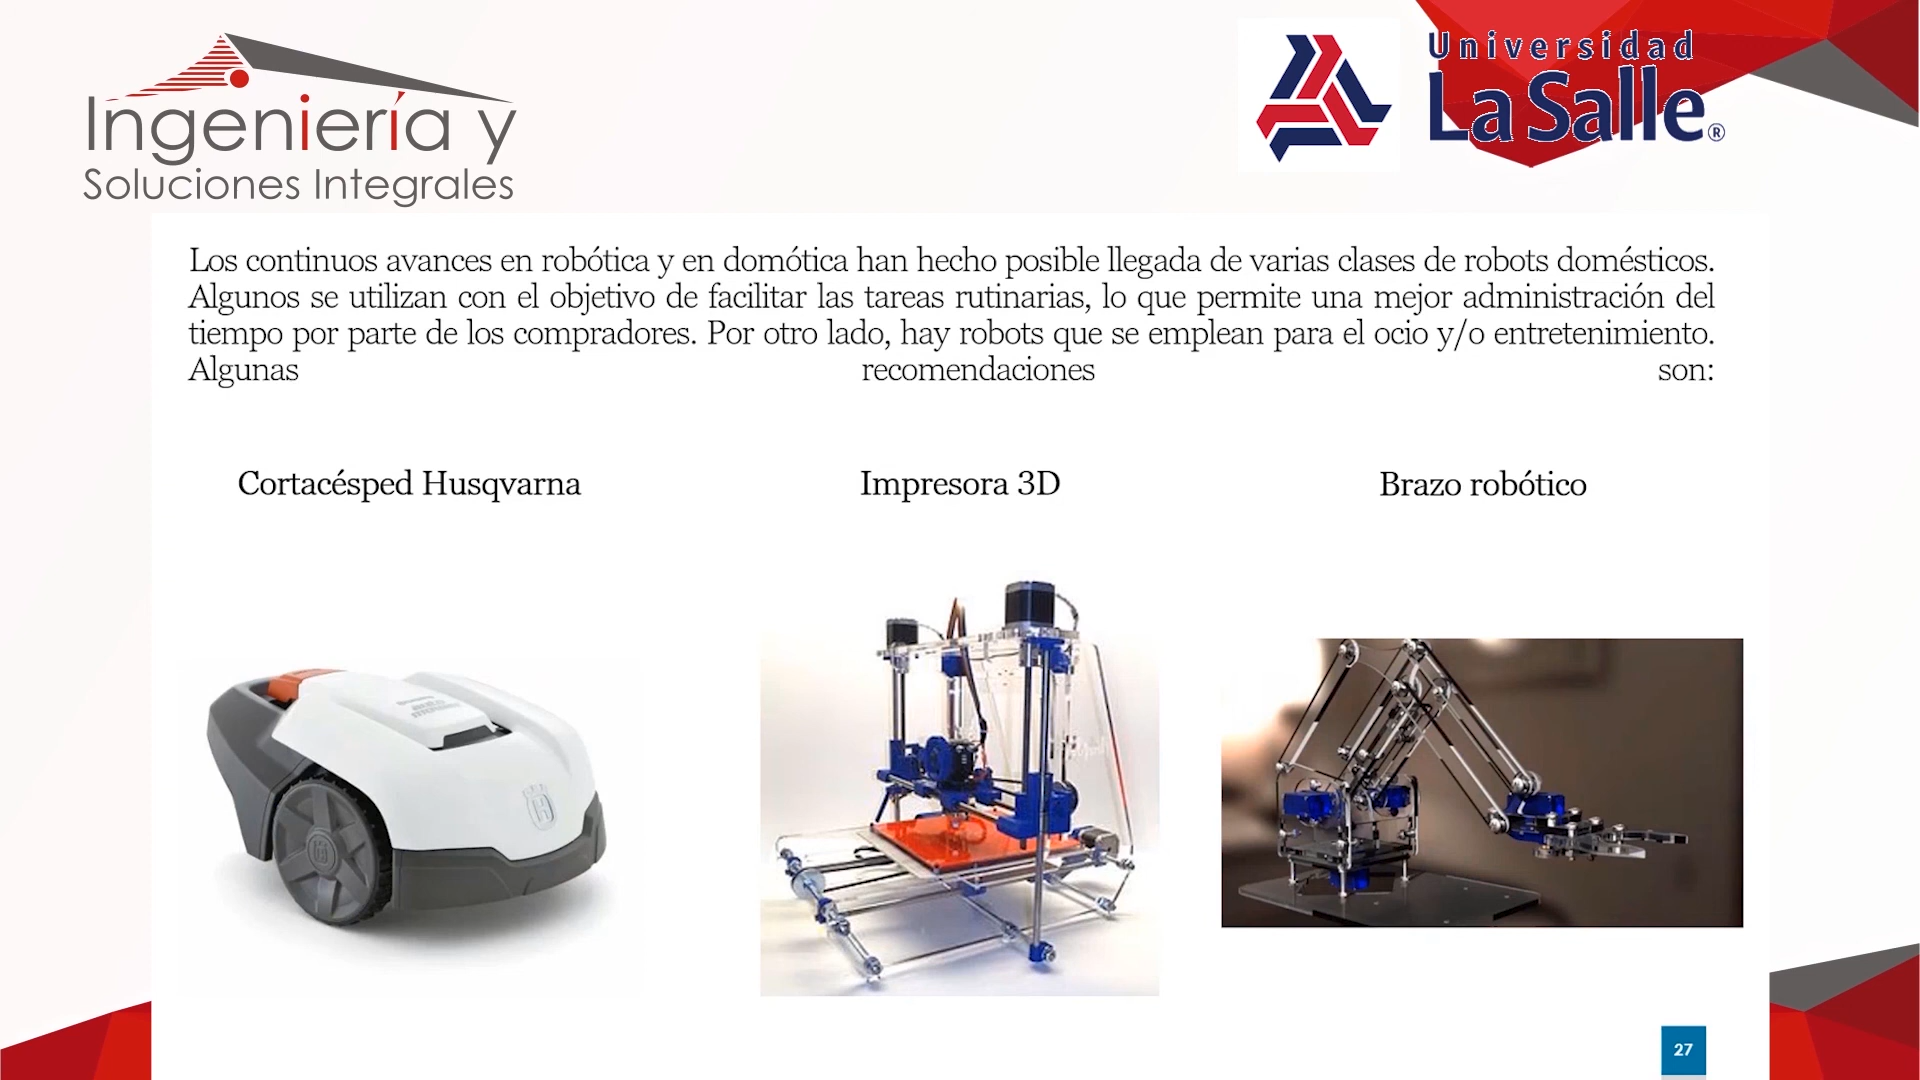 Ingeniería y
Soluciones Integrales
Universidad
LaSalle®
Los continuos avances en robótica y en domótica han hecho posible llegada de varias clases de robots domésticos.
Algunos se utilizan con el objetivo de facilitar las tareas rutinarias, lo que permite una mejor administración del
tiempo por parte de los compradores. Por otro lado, hay robots que se emplean para el ocio y/o entretenimiento.
Algunas recomendaciones son:
Cortacésped Husqvarna
Impresora 3D
Brazo robótico
27